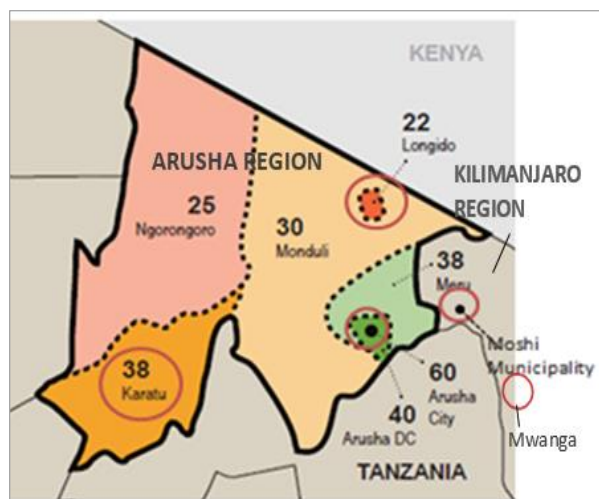 KENYA
22
Longido
ARUSHA REGION
KILIMANJARO
REGION
25
Ngorongoro
30
Monduli
38
Meru
38
Karatu
60
Arusha
City
40
Arusha DC
Moshi
Municipality
Mwanga
TANZANIA